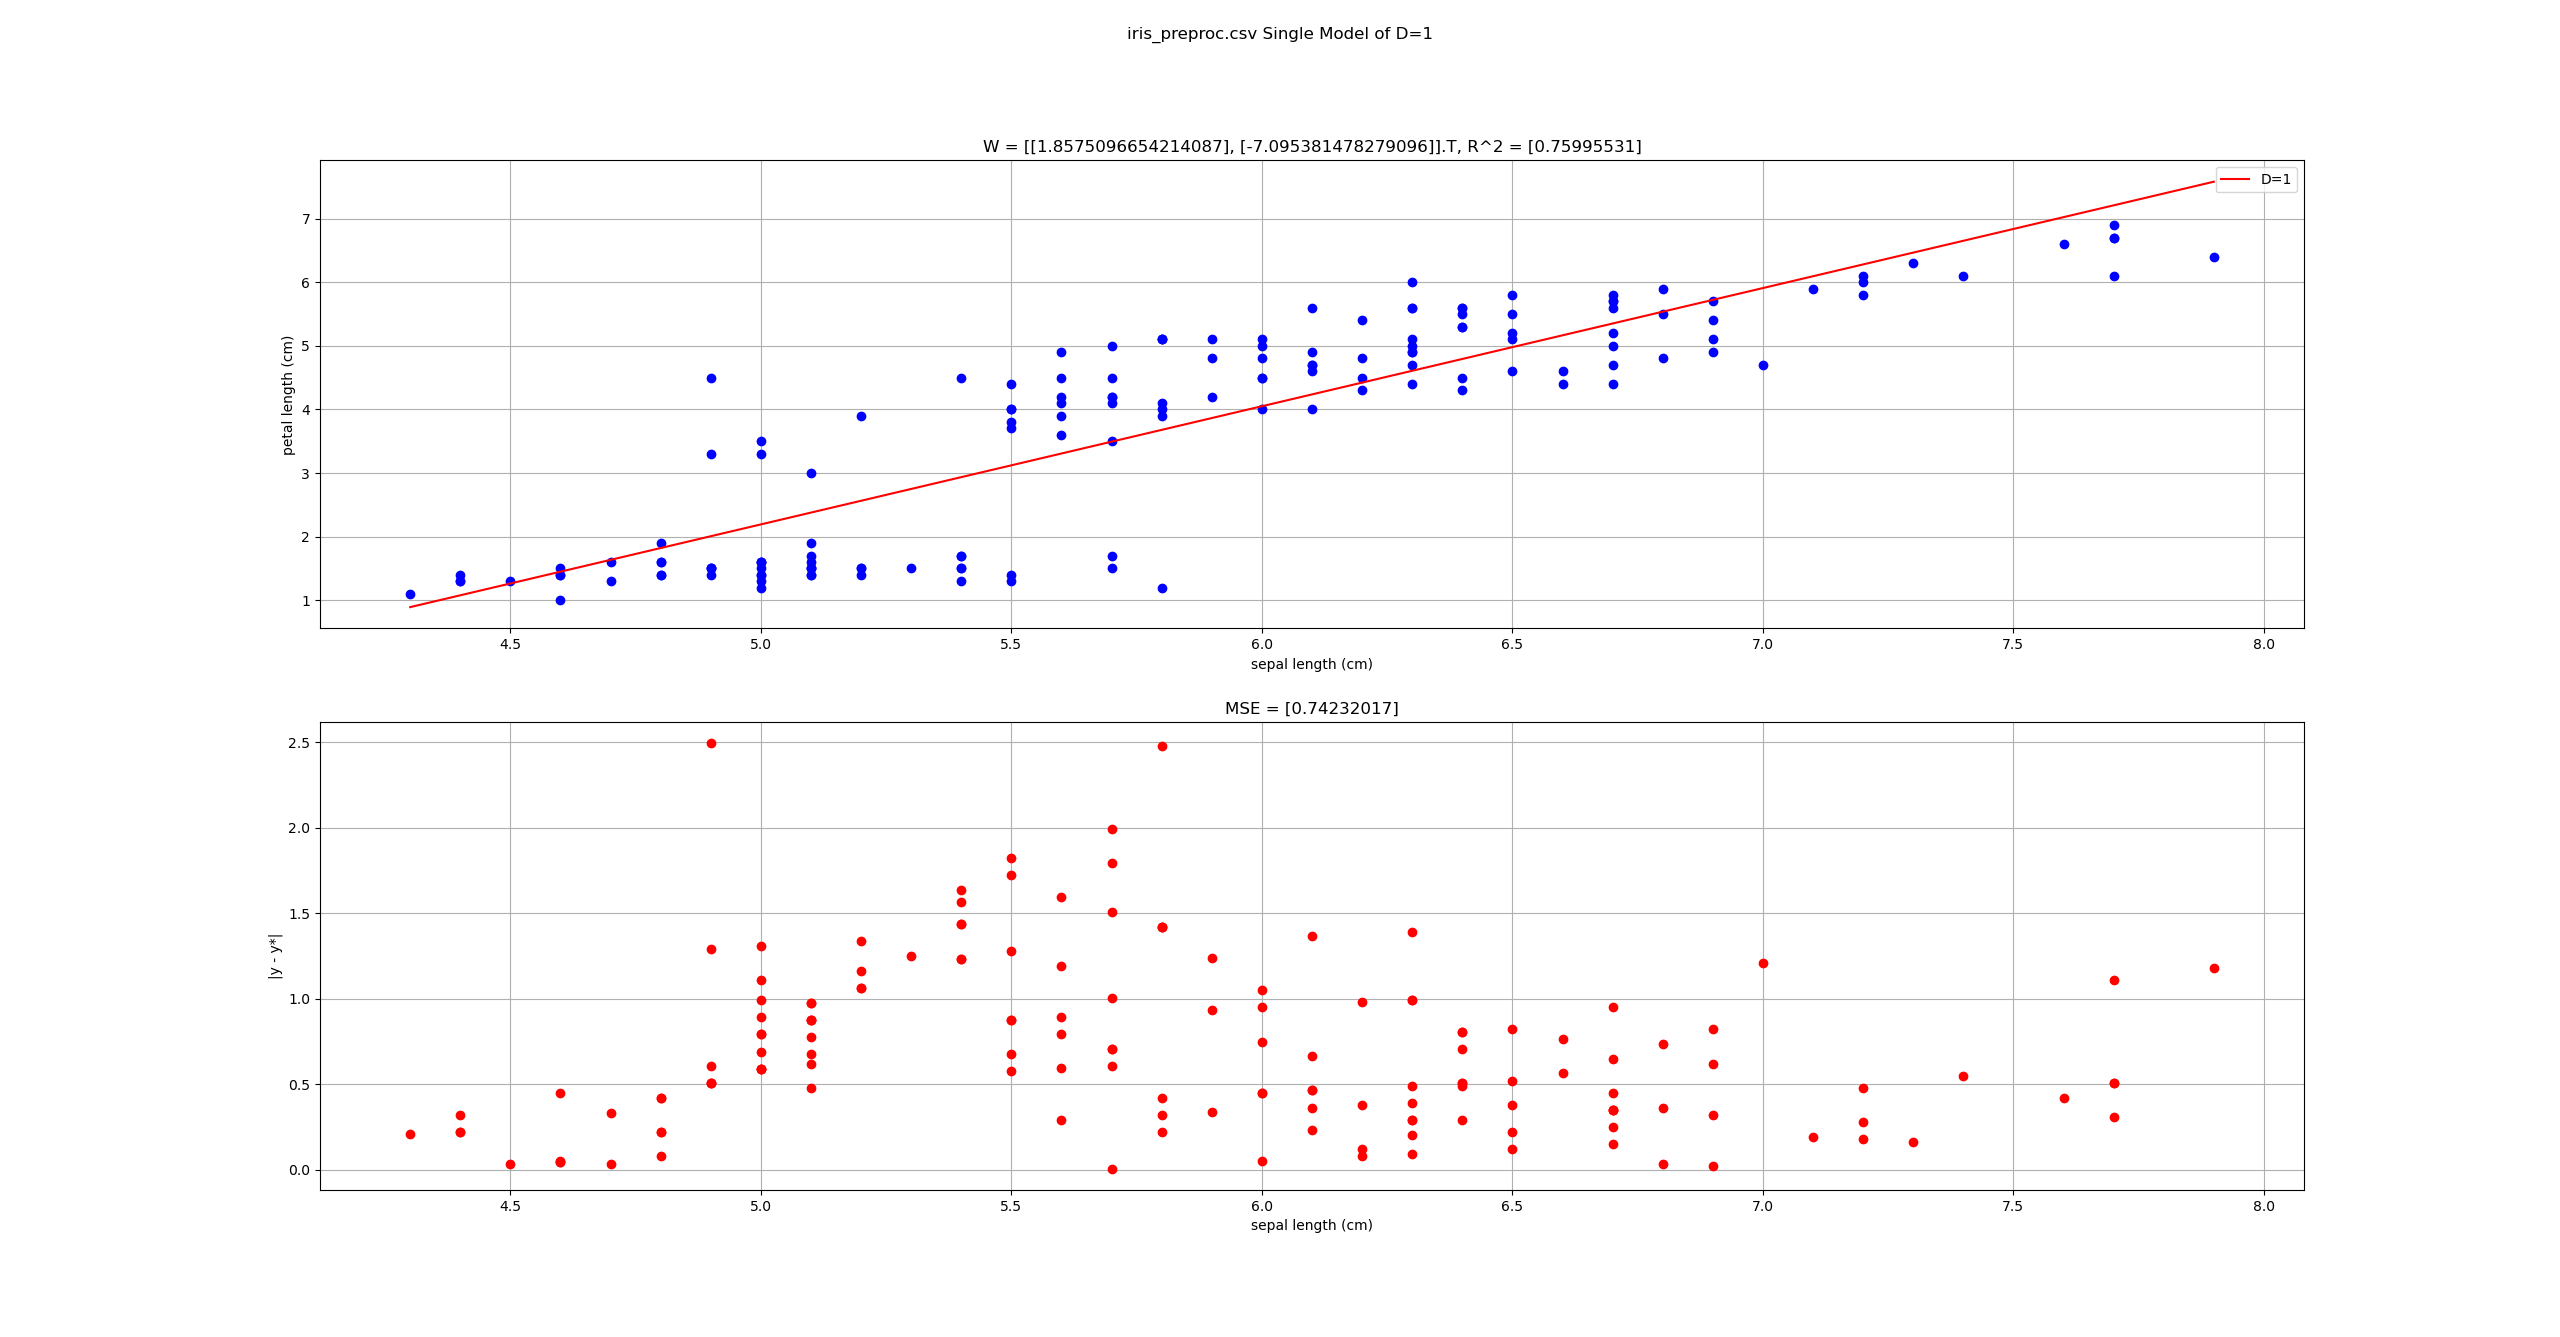 iris_preproc.csv Single Model of D=1
W = [[1.8575096654214087], [-7.095381478279096]].T, R^2 = [0.75995531]
D=1
petal length (cm)
7
6
5
4
3
2
1
4.5 5.0 5.5 6.0 6.5 7.0 7.5 8.0
sepal length (cm)
MSE = [0.74232017]
|y - y*|
2.5
2.0
1.5
1.0
0.5
0.0
4.5 5.0 5.5 6.0 6.5 7.0 7.5 8.0
sepal length (cm)